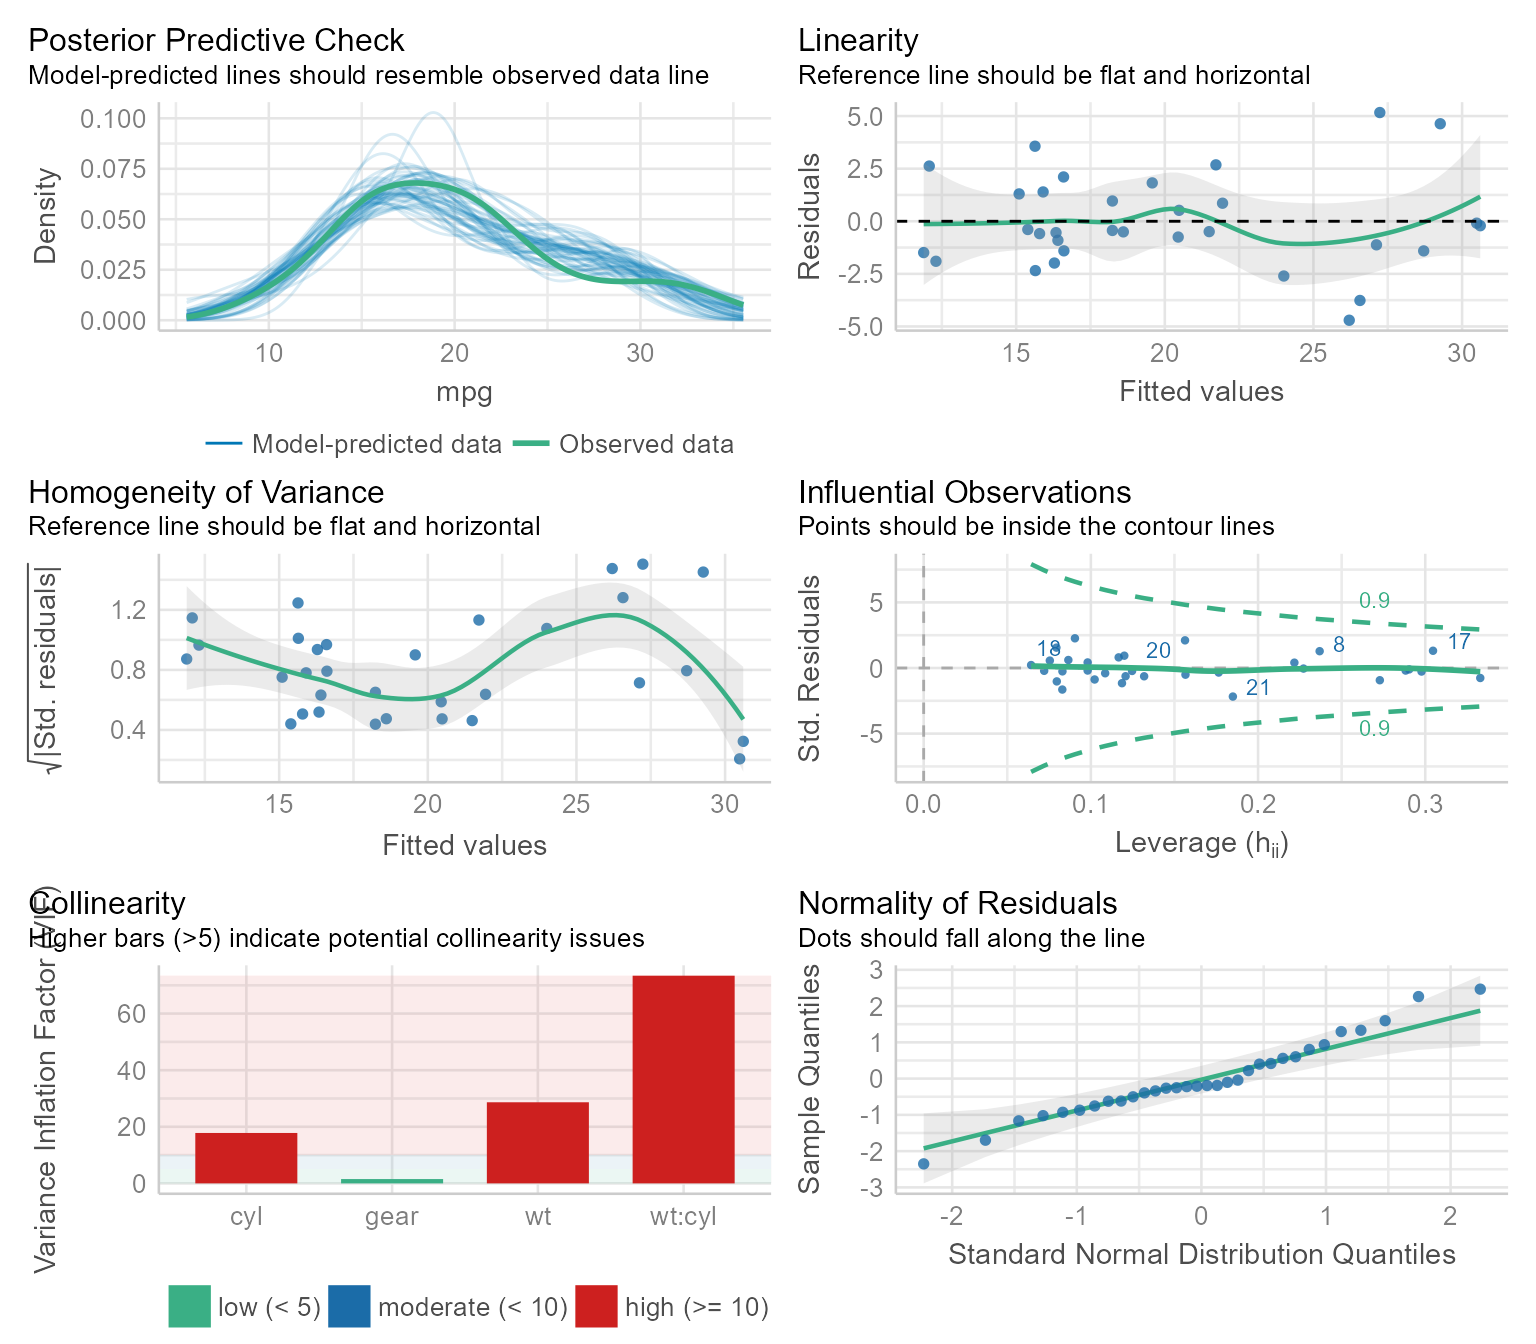 Posterior Predictive Check
Model-predicted lines should resemble observed data line
Density
0.100
0.075
0.050
0.025
0.000
10 20 30
mpg
Model-predicted data Observed data
Linearity
Reference line should be flat and horizontal
Residuals
5.0
2.5
0.0
-2.5
-5.0
15 20 25 30
Fitted values
Homogeneity of Variance
Reference line should be flat and horizontal
√|Std. residuals|
1.2
0.8
0.4
15 20 25 30
Fitted values
Influential Observations
Points should be inside the contour lines
Std. Residuals
5
0
-5
0.9
18 20 8 17
21
0.9
0.0 0.1 0.2 0.3
Leverage (hii)
Collinearity
Higher bars (>5) indicate potential collinearity issues
Variance Inflation Factor (VIF)
60
40
20
0
cyl gear wt wt:cyl
low (< 5) moderate (< 10) high (>= 10)
Normality of Residuals
Dots should fall along the line
Sample Quantiles
3
2
1
0
-1
-2
-3
-2 -1 0 1 2
Standard Normal Distribution Quantiles